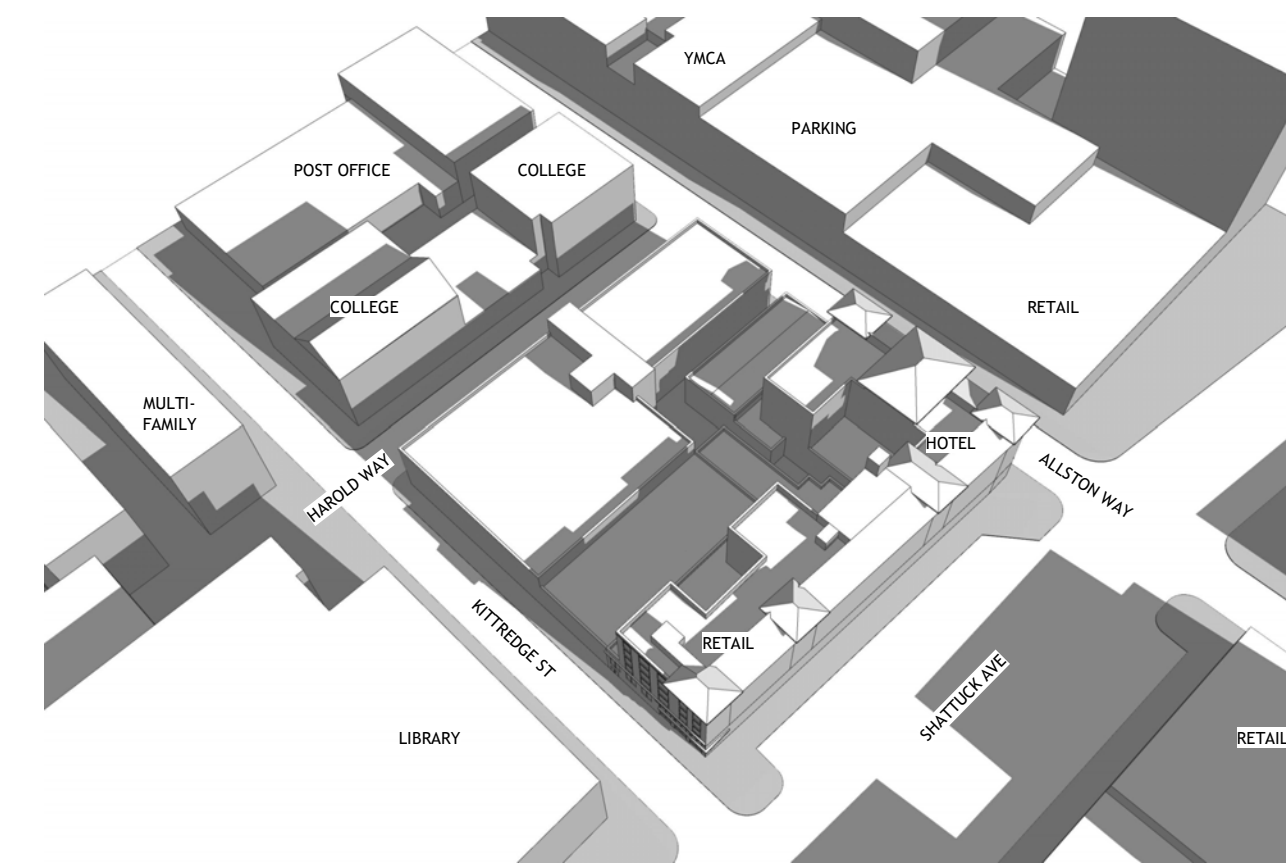 YMCA
PARKING
POST OFFICE
COLLEGE
COLLEGE
RETAIL
MULTI-
FAMILY
HOTEL
HAROLD WAY
ALLSTON WAY
KITTREDGE ST
RETAIL
SHATTUCK AVE
LIBRARY
RETAIL